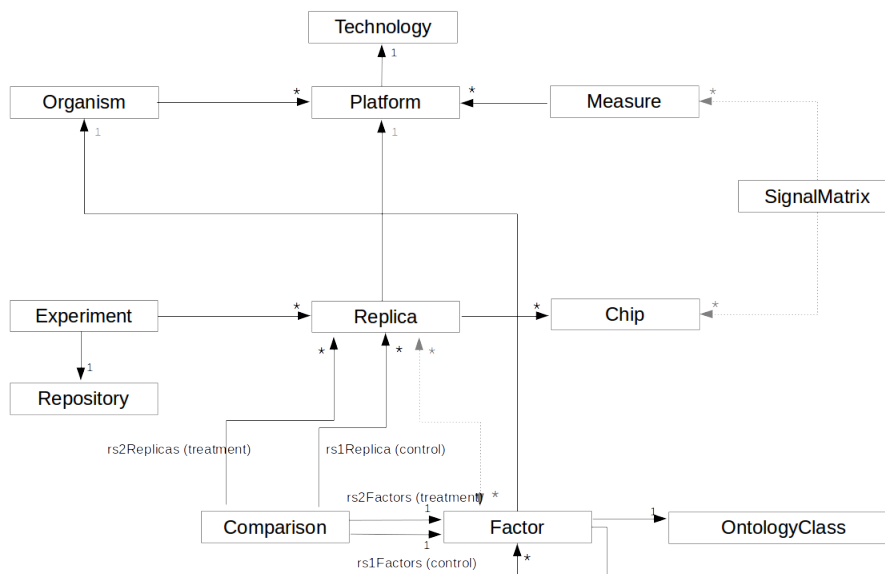 Technology
1
* *
Organism Platform Measure *
1 1
SignalMatrix
* * *
Experiment Replica Chip
* * *
1
Repository
rs2Replicas (treatment) rs1Replica (control)
rs2Factors (treatment) *
1 1
Comparison Factor OntologyClass
1
rs1Factors (control) *